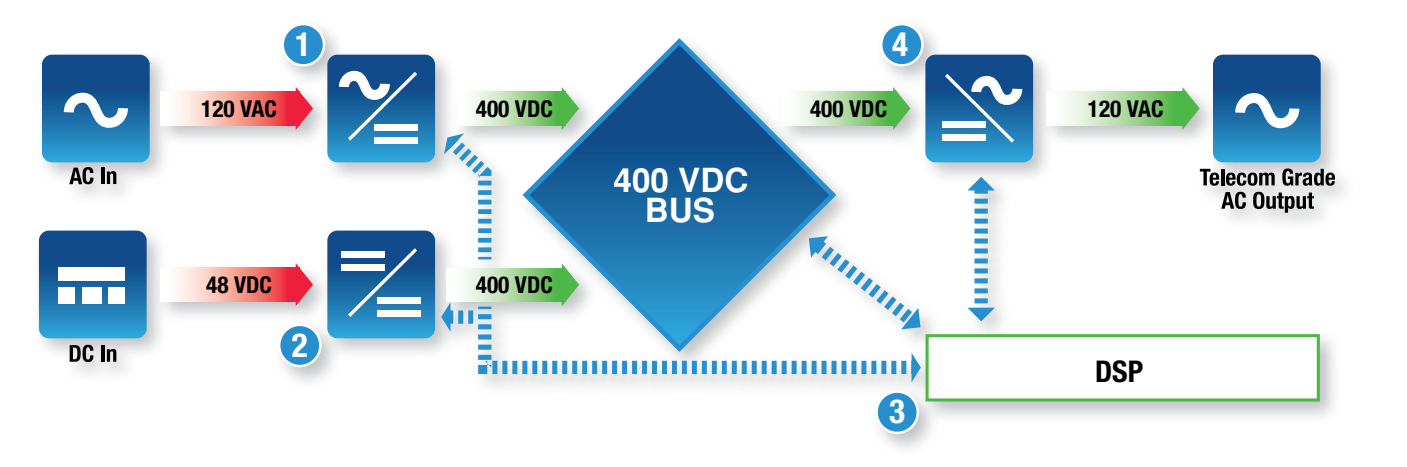 1
4
120 VAC
400 VDC
400 VDC
120 VAC
AC In
400 VDC
BUS
Telecom Grade
AC Output
48 VDC
400 VDC
2
DC In
DSP
3